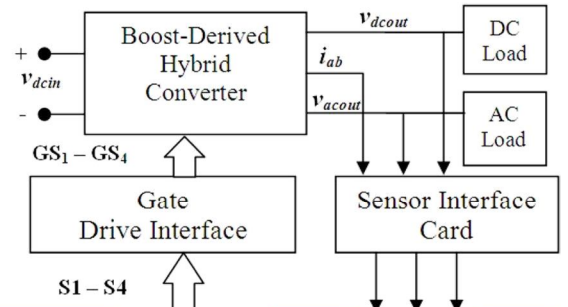 Boost-Derived
Hybrid
Converter
+
v_dcin
-
v_dcout
i_ab
v_acout
DC
Load
AC
Load
GS₁ – GS₄
Gate
Drive Interface
Sensor Interface
Card
S1 – S4